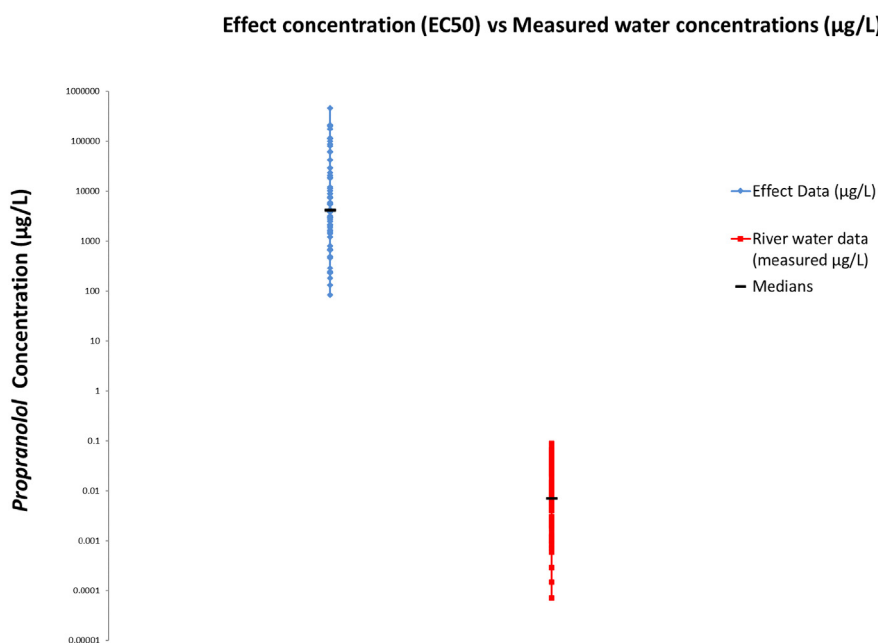 Effect concentration (EC50) vs Measured water concentrations (µg/L)
Propranolol Concentration (µg/L)
1000000
100000
10000
1000
100
10
1
0.1
0.01
0.001
0.0001
0.00001
Effect Data (µg/L)
River water data
(measured µg/L)
Medians